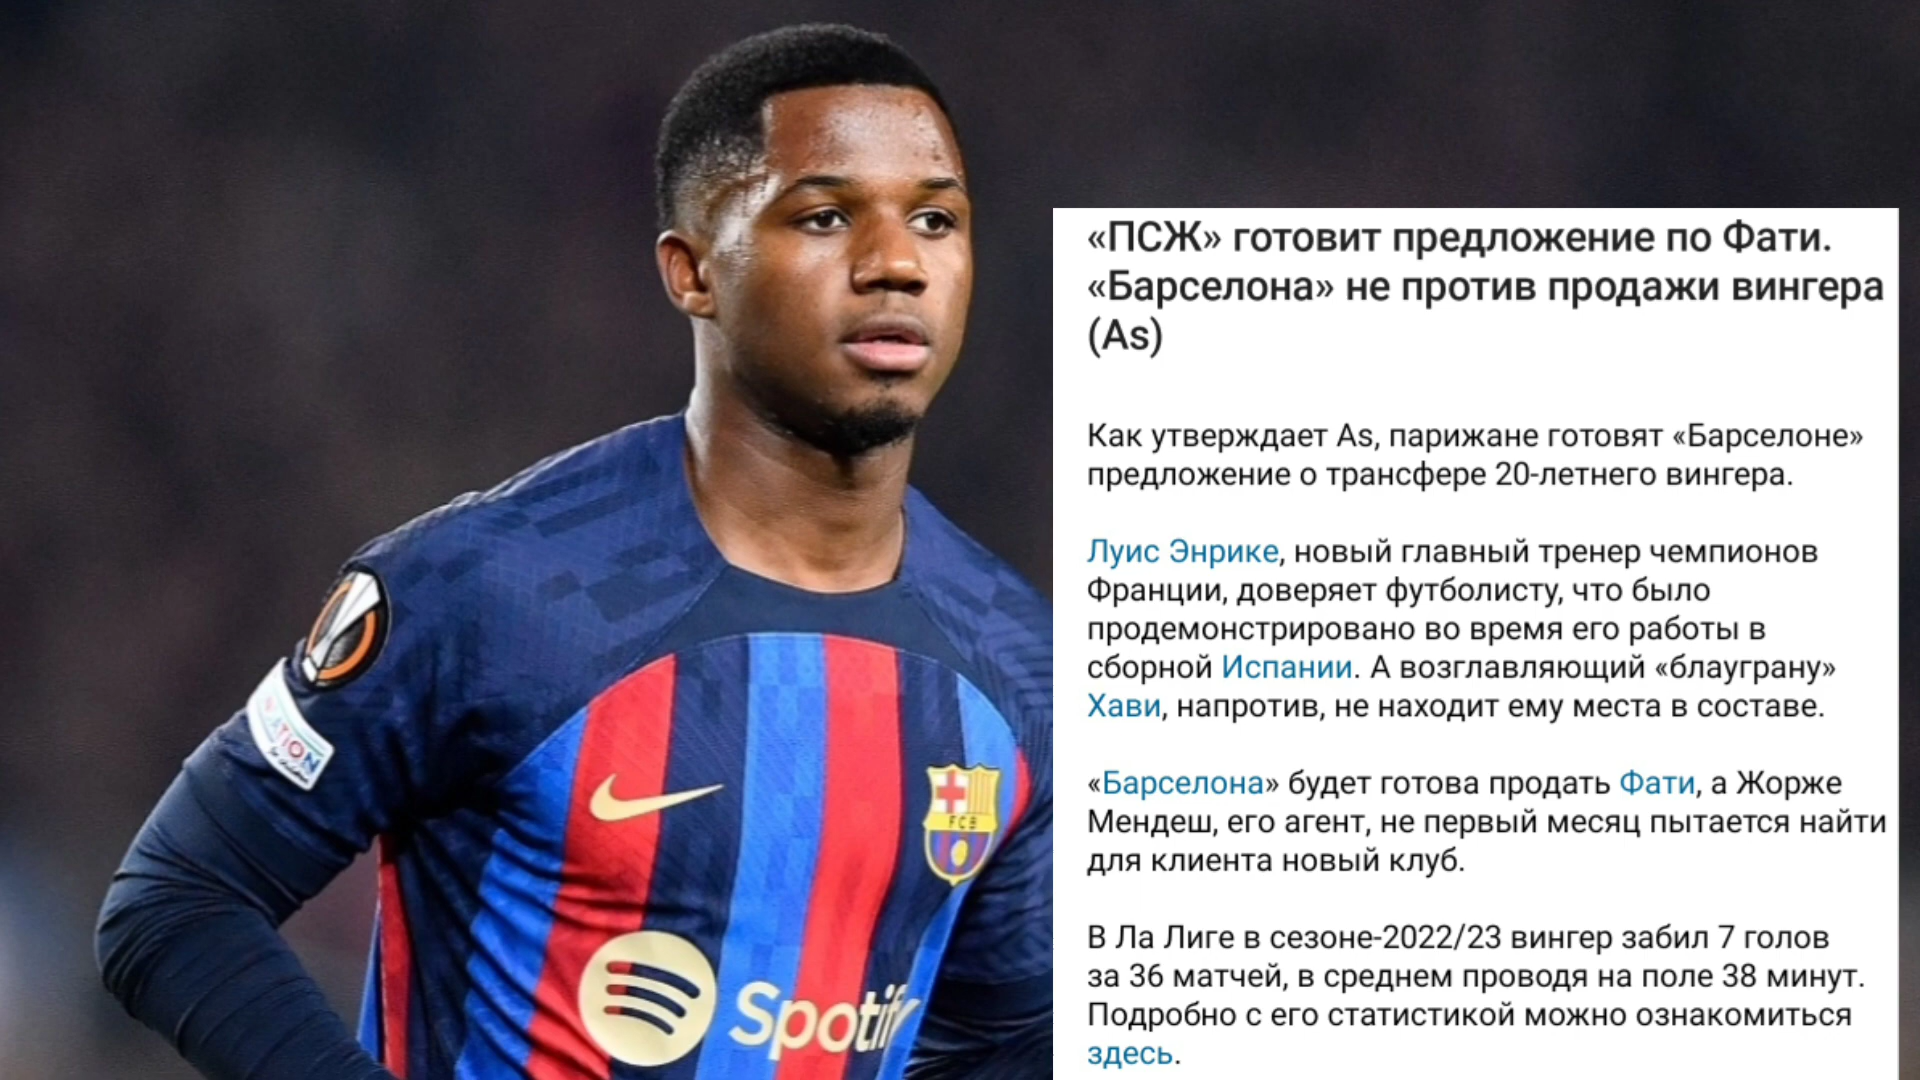 «ПСЖ» готовит предложение по Фати.
«Барселона» не против продажи вингера
(As)
Как утверждает As, парижане готовят «Барселоне»
предложение о трансфере 20-летнего вингера.
Луис Энрике, новый главный тренер чемпионов
Франции, доверяет футболисту, что было
продемонстрировано во время его работы в
сборной Испании. А возглавляющий «блауграну»
Хави, напротив, не находит ему места в составе.
«Барселона» будет готова продать Фати, а Жорже
Мендеш, его агент, не первый месяц пытается найти
для клиента новый клуб.
В Ла Лиге в сезоне-2022/23 вингер забил 7 голов
за 36 матчей, в среднем проводя на поле 38 минут.
Подробно с его статистикой можно ознакомиться
здесь.
FCB
Spotify